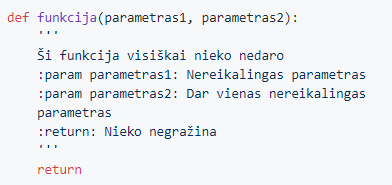 def funkcija(parametras1, parametras2):
'''
Ši funkcija visiškai nieko nedaro
:param parametras1: Nereikalingas parametras
:param parametras2: Dar vienas nereikalingas
parametras
:return: Nieko negražina
'''
return